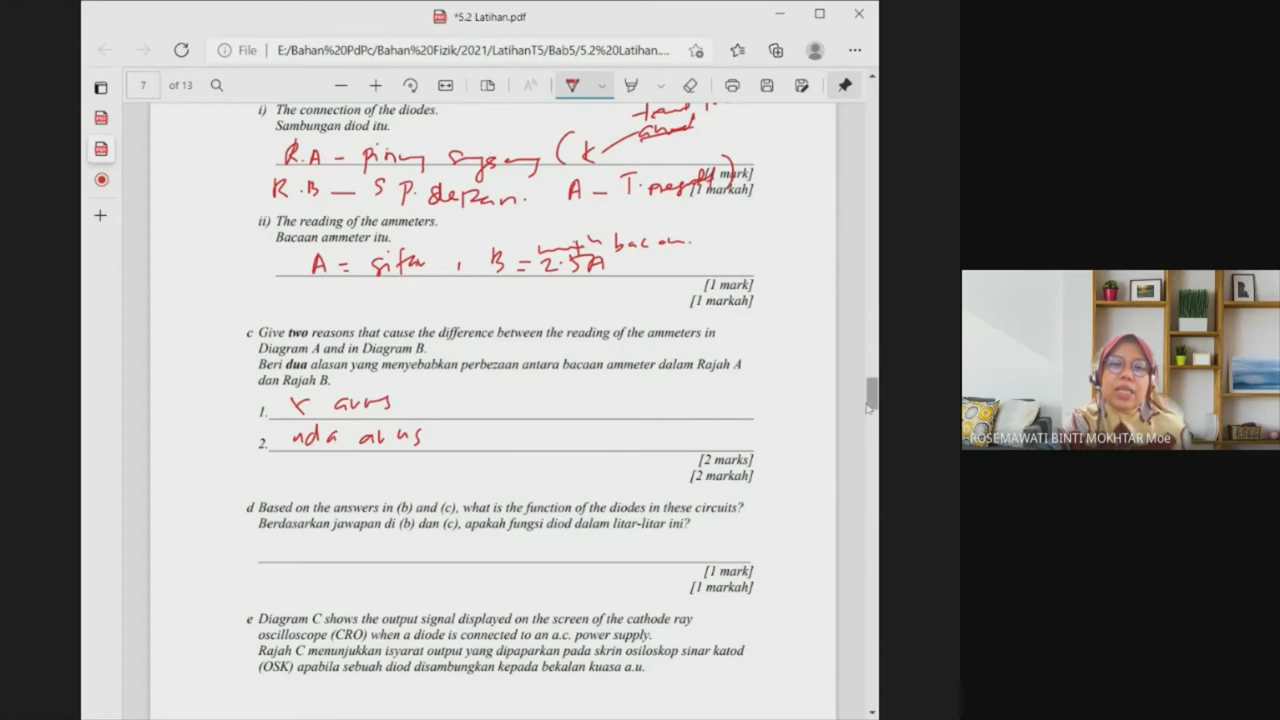 *5.2 Latihan.pdf
File E:/Bahan%20PdPc/Bahan%20Fizik/2021/LatihanT5/Bab5/5.2%20Latihan....
7 of 13
i) The connection of the diodes.
Sambungan diod itu.
R.A -
[1 mark]
R.B — S P. depan. A - T.
[1 markah]
ii) The reading of the ammeters.
Bacaan ammeter itu.
bacaan.
A = sifar , B = 2.5A
[1 mark]
[1 markah]
c Give two reasons that cause the difference between the reading of the ammeters in
Diagram A and in Diagram B.
Beri dua alasan yang menyebabkan perbezaan antara bacaan ammeter dalam Rajah A
dan Rajah B.
1. x arus
2. ada arus
[2 marks]
[2 markah]
d Based on the answers in (b) and (c), what is the function of the diodes in these circuits?
Berdasarkan jawapan di (b) dan (c), apakah fungsi diod dalam litar-litar ini?
[1 mark]
[1 markah]
e Diagram C shows the output signal displayed on the screen of the cathode ray
oscilloscope (CRO) when a diode is connected to an a.c. power supply.
Rajah C menunjukkan isyarat output yang dipaparkan pada skrin osiloskop sinar katod
(OSK) apabila sebuah diod disambungkan kepada bekalan kuasa a.u.
ROSEMAWATI BINTI MOKHTAR Moe